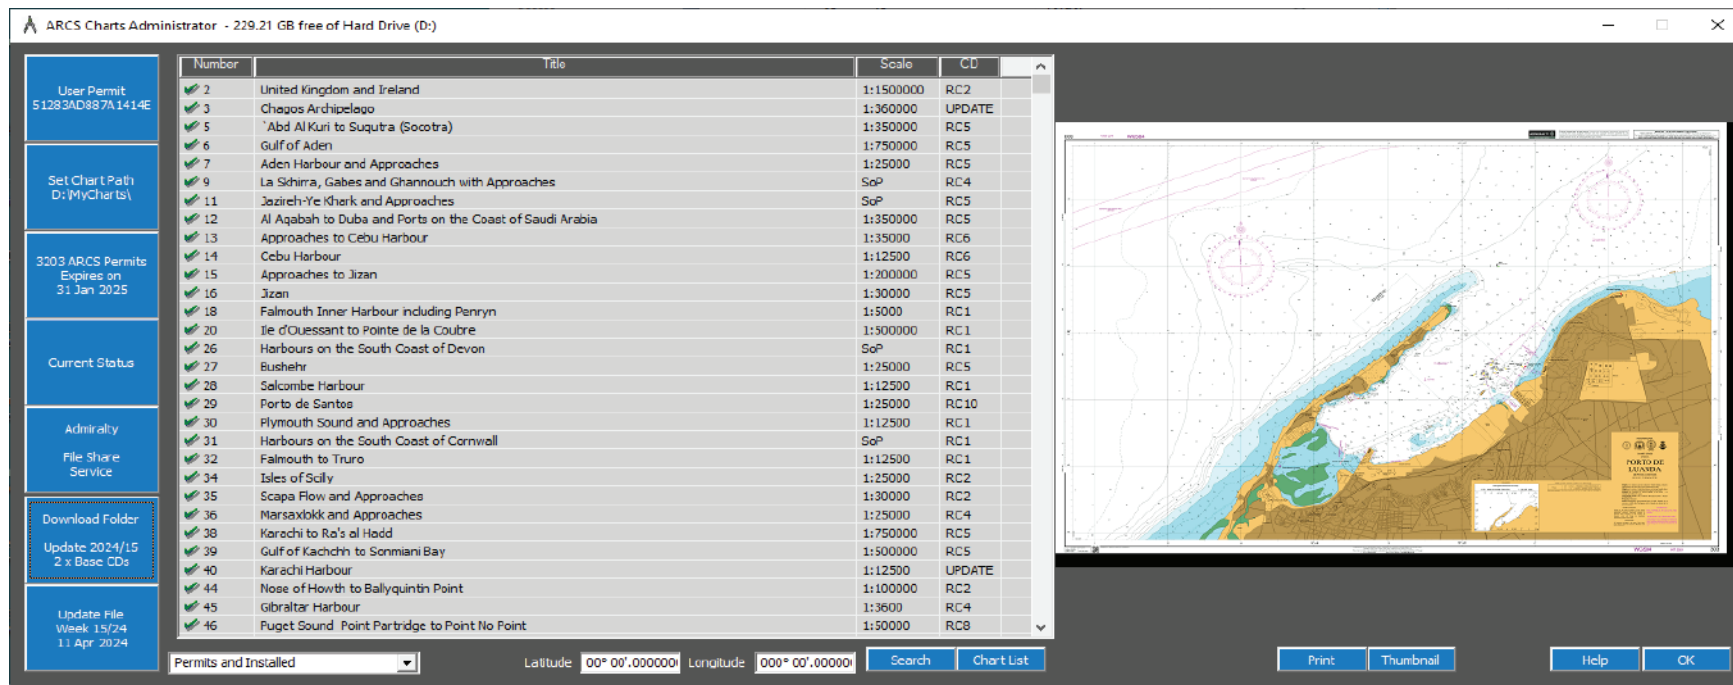 ARCS Charts Administrator - 229.21 GB free of Hard Drive (D:)
User Permit
51283AD887A1414E
Set Chart Path
D:\MyCharts\
3203 ARCS Permits
Expires on
31 Jan 2025
Current Status
Admiralty
File Share
Service
Download Folder
Update 2024/15
2 x Base CDs
Update File
Week 15/24
11 Apr 2024
Number Title Scale CD
2 United Kingdom and Ireland 1:1500000 RC2
3 Chagos Archipelago 1:360000 UPDATE
5 `Abd Al Kuri to Suqutra (Socotra) 1:350000 RC5
6 Gulf of Aden 1:750000 RC5
7 Aden Harbour and Approaches 1:25000 RC5
9 La Skhirra, Gabes and Ghannouch with Approaches SoP RC4
11 Jazireh-Ye Khark and Approaches SoP RC5
12 Al Aqabah to Duba and Ports on the Coast of Saudi Arabia 1:350000 RC5
13 Approaches to Cebu Harbour 1:35000 RC6
14 Cebu Harbour 1:12500 RC6
15 Approaches to Jizan 1:200000 RC5
16 Jizan 1:30000 RC5
18 Falmouth Inner Harbour including Penryn 1:5000 RC1
20 Ile d'Ouessant to Pointe de la Coubre 1:500000 RC1
26 Harbours on the South Coast of Devon SoP RC1
27 Bushehr 1:25000 RC5
28 Salcombe Harbour 1:12500 RC1
29 Porto de Santos 1:25000 RC10
30 Plymouth Sound and Approaches 1:12500 RC1
31 Harbours on the South Coast of Cornwall SoP RC1
32 Falmouth to Truro 1:12500 RC1
34 Isles of Scilly 1:25000 RC2
35 Scapa Flow and Approaches 1:30000 RC2
36 Marsaxlokk and Approaches 1:25000 RC4
38 Karachi to Ra's al Hadd 1:750000 RC5
39 Gulf of Kachchh to Sonmiani Bay 1:500000 RC5
40 Karachi Harbour 1:12500 UPDATE
44 Nose of Howth to Ballyquintin Point 1:100000 RC2
45 Gibraltar Harbour 1:3600 RC4
46 Puget Sound Point Partridge to Point No Point 1:50000 RC8
Permits and Installed
Latitude 00° 00'.000000 Longitude 000° 00'.00000 Search Chart List
PORTO DE
LUANDA
Print Thumbnail Help OK